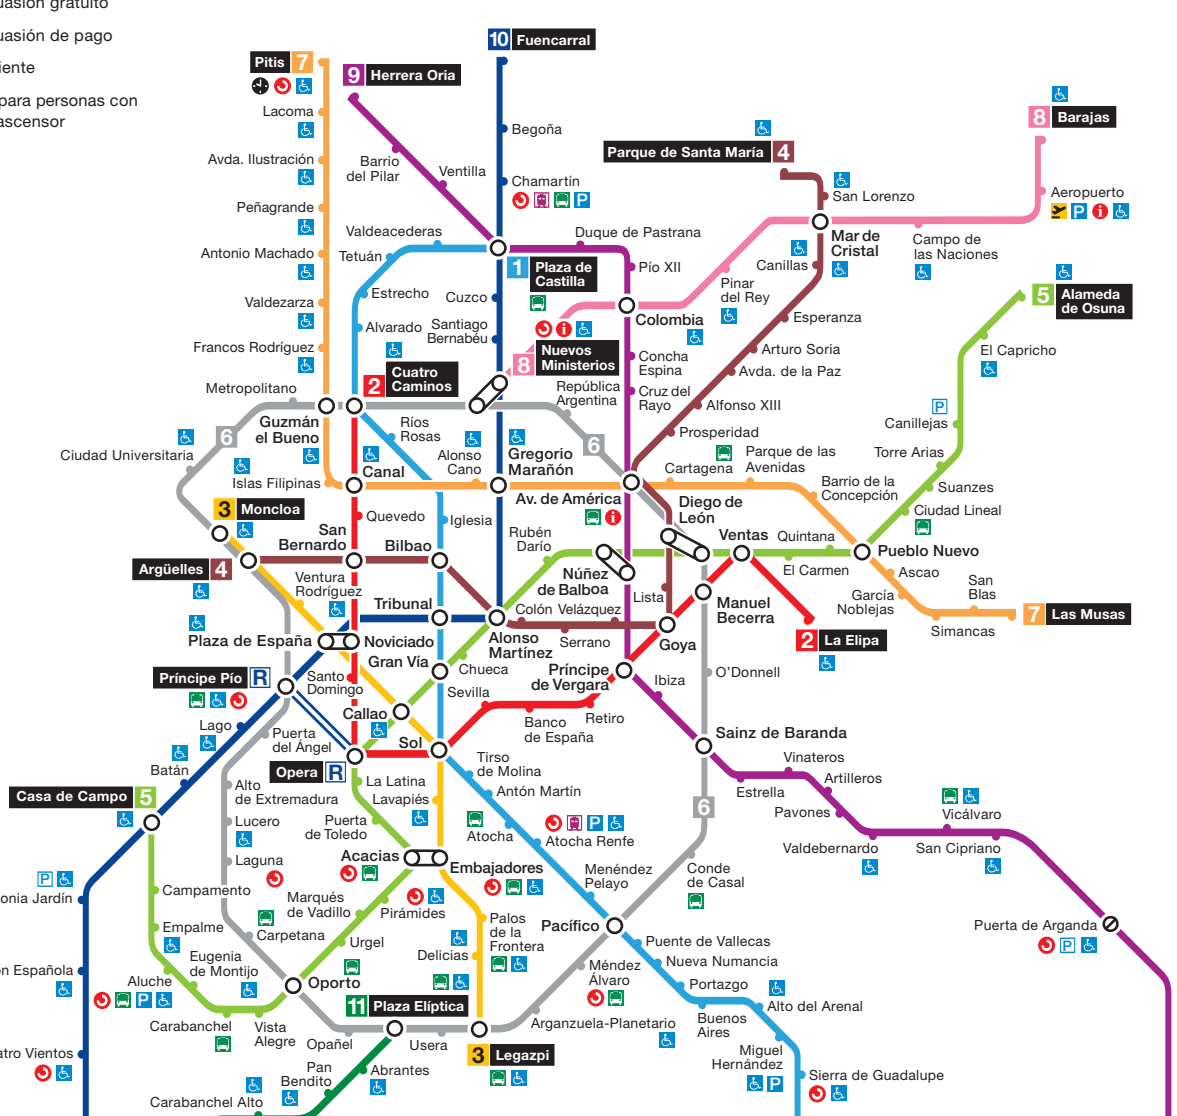 uasión gratuito
uasión de pago
iente
para personas con
ascensor
10 Fuencarral
Pitis 7
9 Herrera Oria
Lacoma
Begoña
8 Barajas
Avda. Ilustración
Barrio
del Pilar
Ventilla
Chamartín
P
Parque de Santa María 4
San Lorenzo
Aeropuerto
P i
Peñagrande
Valdeacederas
Duque de Pastrana
Mar de
Cristal
Campo de
las Naciones
Antonio Machado
Tetuán
1 Plaza de
Castilla
Pío XII
Canillas
Pinar
del Rey
5 Alameda
de Osuna
Valdezarza
Estrecho
Cuzco
Colombia
Esperanza
Alvarado
Santiago
Bernabéu
i
Francos Rodríguez
8 Nuevos
Ministerios
Concha
Espina
Arturo Soria
El Capricho
Metropolitano
2 Cuatro
Caminos
República
Argentina
Cruz del
Rayo
Avda. de la Paz
Alfonso XIII
P
Canillejas
Guzmán
el Bueno
6
Ríos
Rosas
6
Prosperidad
Ciudad Universitaria
Alonso
Cano
Gregorio
Marañón
Cartagena
Parque de las
Avenidas
Torre Arias
Islas Filipinas
Canal
Av. de América
i
Barrio de la
Concepción
Suanzes
3 Moncloa
Quevedo
Iglesia
Diego de
León
Ciudad Lineal
San
Bernardo
Bilbao
Rubén
Darío
Ventas
Quintana
Pueblo Nuevo
Argüelles 4
Ventura
Rodríguez
Núñez
de Balboa
El Carmen
Ascao
Tribunal
Lista
García
Noblejas
San
Blas
Colón
Velázquez
Manuel
Becerra
7 Las Musas
Simancas
Plaza de España
Noviciado
Alonso
Martínez
Serrano
Goya
2 La Elipa
Gran Vía
Chueca
Príncipe
de Vergara
O'Donnell
Príncipe Pío R
Santo
Domingo
Sevilla
Ibiza
Callao
Banco
de España
Retiro
Lago
Puerta
del Ángel
Sol
Sainz de Baranda
Batán
Opera R
Tirso
de Molina
Vinateros
La Latina
Estrella
Artilleros
Casa de Campo 5
Alto
de Extremadura
Lavapiés
Antón Martín
6
Pavones
Lucero
Puerta
de Toledo
Atocha
P
Atocha Renfe
Vicálvaro
Valdebernardo
San Cipriano
Laguna
Acacias
Embajadores
Menéndez
Pelayo
Conde
de Casal
P
onia Jardín
Campamento
Marqués
de Vadillo
Pirámides
Palos
de la
Frontera
Pacífico
Puerta de Arganda
P
Empalme
Carpetana
Urgel
Delicias
Puente de Vallecas
n Española
Eugenia
de Montijo
Méndez
Álvaro
Nueva Numancia
Aluche
P
Oporto
Portazgo
11 Plaza Elíptica
Alto del Arenal
Carabanchel
Vista
Alegre
Opañel
Usera
Arganzuela-Planetario
Buenos
Aires
tro Vientos
3 Legazpi
Miguel
Hernández
P
Pan
Bendito
Abrantes
Sierra de Guadalupe
Carabanchel Alto